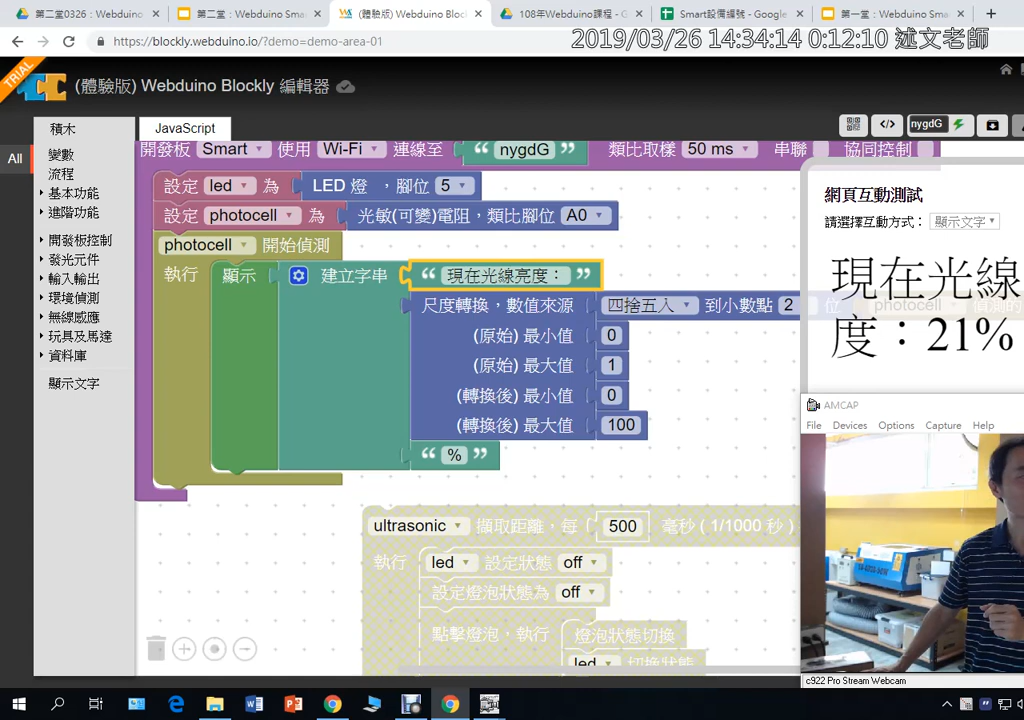 第二堂0326：Webduino
第二堂：Webduino Smar
(體驗版) Webduino Bloc
108年Webduino課程 - G
Smart設備編號 - Google
第一堂：Webduino Sma
https://blockly.webduino.io/?demo=demo-area-01
2019/03/26 14:34:14 0:12:10 述文老師
TRIAL
(體驗版) Webduino Blockly 編輯器
積木
JavaScript
nygdG
All
變數
流程
基本功能
進階功能
開發板控制
發光元件
輸入輸出
環境偵測
無線感應
玩具及馬達
資料庫
顯示文字
開發板 Smart 使用 Wi-Fi 連線至 “ nygdG ” 類比取樣 50 ms 串聯 協同控制
設定 led 為 LED 燈 ，腳位 5
設定 photocell 為 光敏(可變)電阻，類比腳位 A0
photocell 開始偵測
執行 顯示 建立字串 “ 現在光線亮度： ”
尺度轉換，數值來源 四捨五入 到小數點 2 位 photocell 偵測的
(原始) 最小值 0
(原始) 最大值 1
(轉換後) 最小值 0
(轉換後) 最大值 100
“ % ”
ultrasonic 擷取距離，每 500 毫秒 ( 1/1000 秒 )
執行 led 設定狀態 off
設定燈泡狀態為 off
點擊燈泡，執行 燈泡狀態切換
led 切換狀態
網頁互動測試
請選擇互動方式： 顯示文字
現在光線
度：21%
AMCAP
File Devices Options Capture Help
c922 Pro Stream Webcam